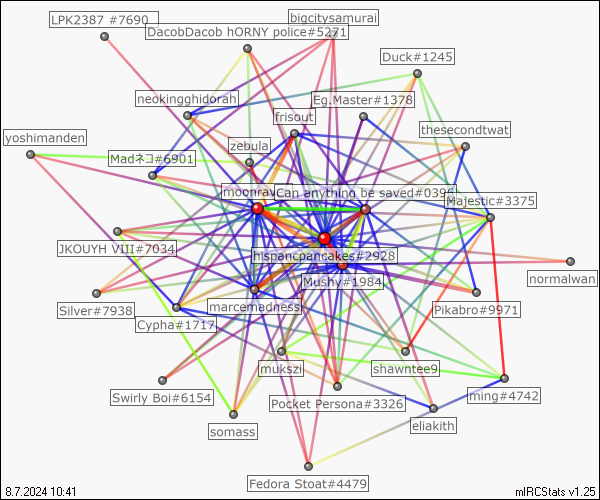 LPK2387 #7690
bigcitysamurai
DacobDacob hORNY police#5271
Duck#1245
neokingghidorah
Eg.Master#1378
frisout
thesecondtwat
yoshimanden
zebula
Madネコ#6901
moonrav
Can anything be saved#0396
Majestic#3375
JKOUYH VIII#7034
hispancpancakes#2928
normalwan
Mushy#1984
Silver#7938
marcemadness
Pikabro#9971
Cypha#1717
mukszi
shawntee9
Swirly Boi#6154
Pocket Persona#3326
ming#4742
somass
eliakith
Fedora Stoat#4479
8.7.2024 10:41
mIRCStats v1.25